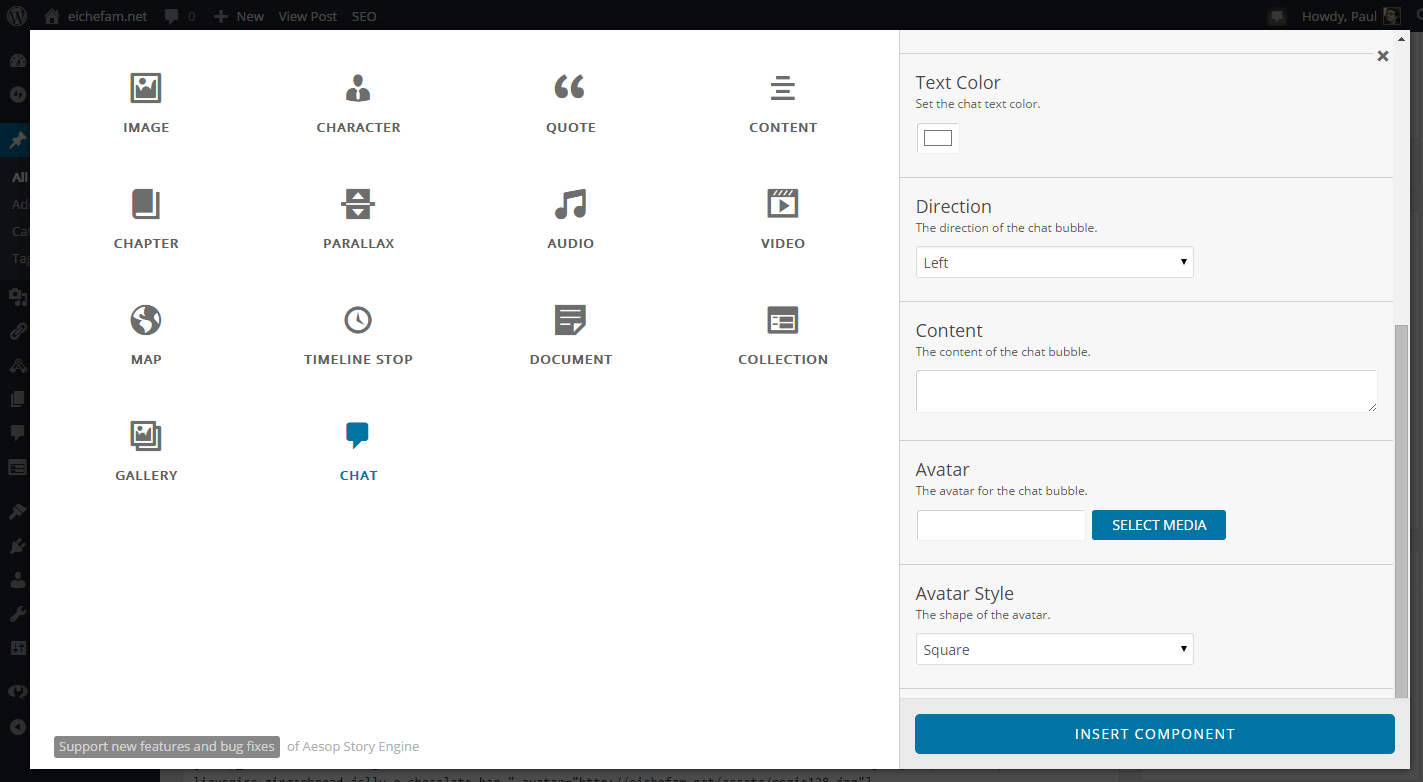 eichefam.net 0 New View Post SEO Howdy, Paul
All
IMAGE CHARACTER QUOTE CONTENT
CHAPTER PARALLAX AUDIO VIDEO
MAP TIMELINE STOP DOCUMENT COLLECTION
GALLERY CHAT
Support new features and bug fixes of Aesop Story Engine
Text Color
Set the chat text color.
Direction
The direction of the chat bubble.
Left
Content
The content of the chat bubble.
Avatar
The avatar for the chat bubble.
SELECT MEDIA
Avatar Style
The shape of the avatar.
Square
INSERT COMPONENT